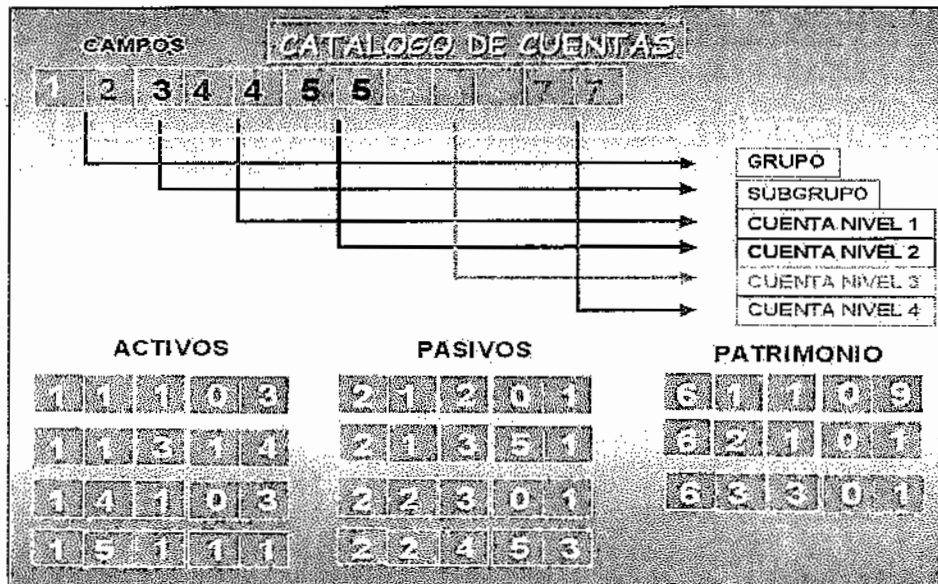 CATALOGO DE CUENTAS
CAMPOS
1 2 3 4 4 5 5 7 7
GRUPO
SUBGRUPO
CUENTA NIVEL 1
CUENTA NIVEL 2
CUENTA NIVEL 3
CUENTA NIVEL 4
ACTIVOS
1 1 1 0 3
1 1 3 1 4
1 4 1 0 3
1 5 1 1 1
PASIVOS
2 1 2 0 1
2 1 3 5 1
2 2 3 0 1
2 2 4 5 3
PATRIMONIO
6 1 1 0 9
6 2 1 0 1
6 3 3 0 1